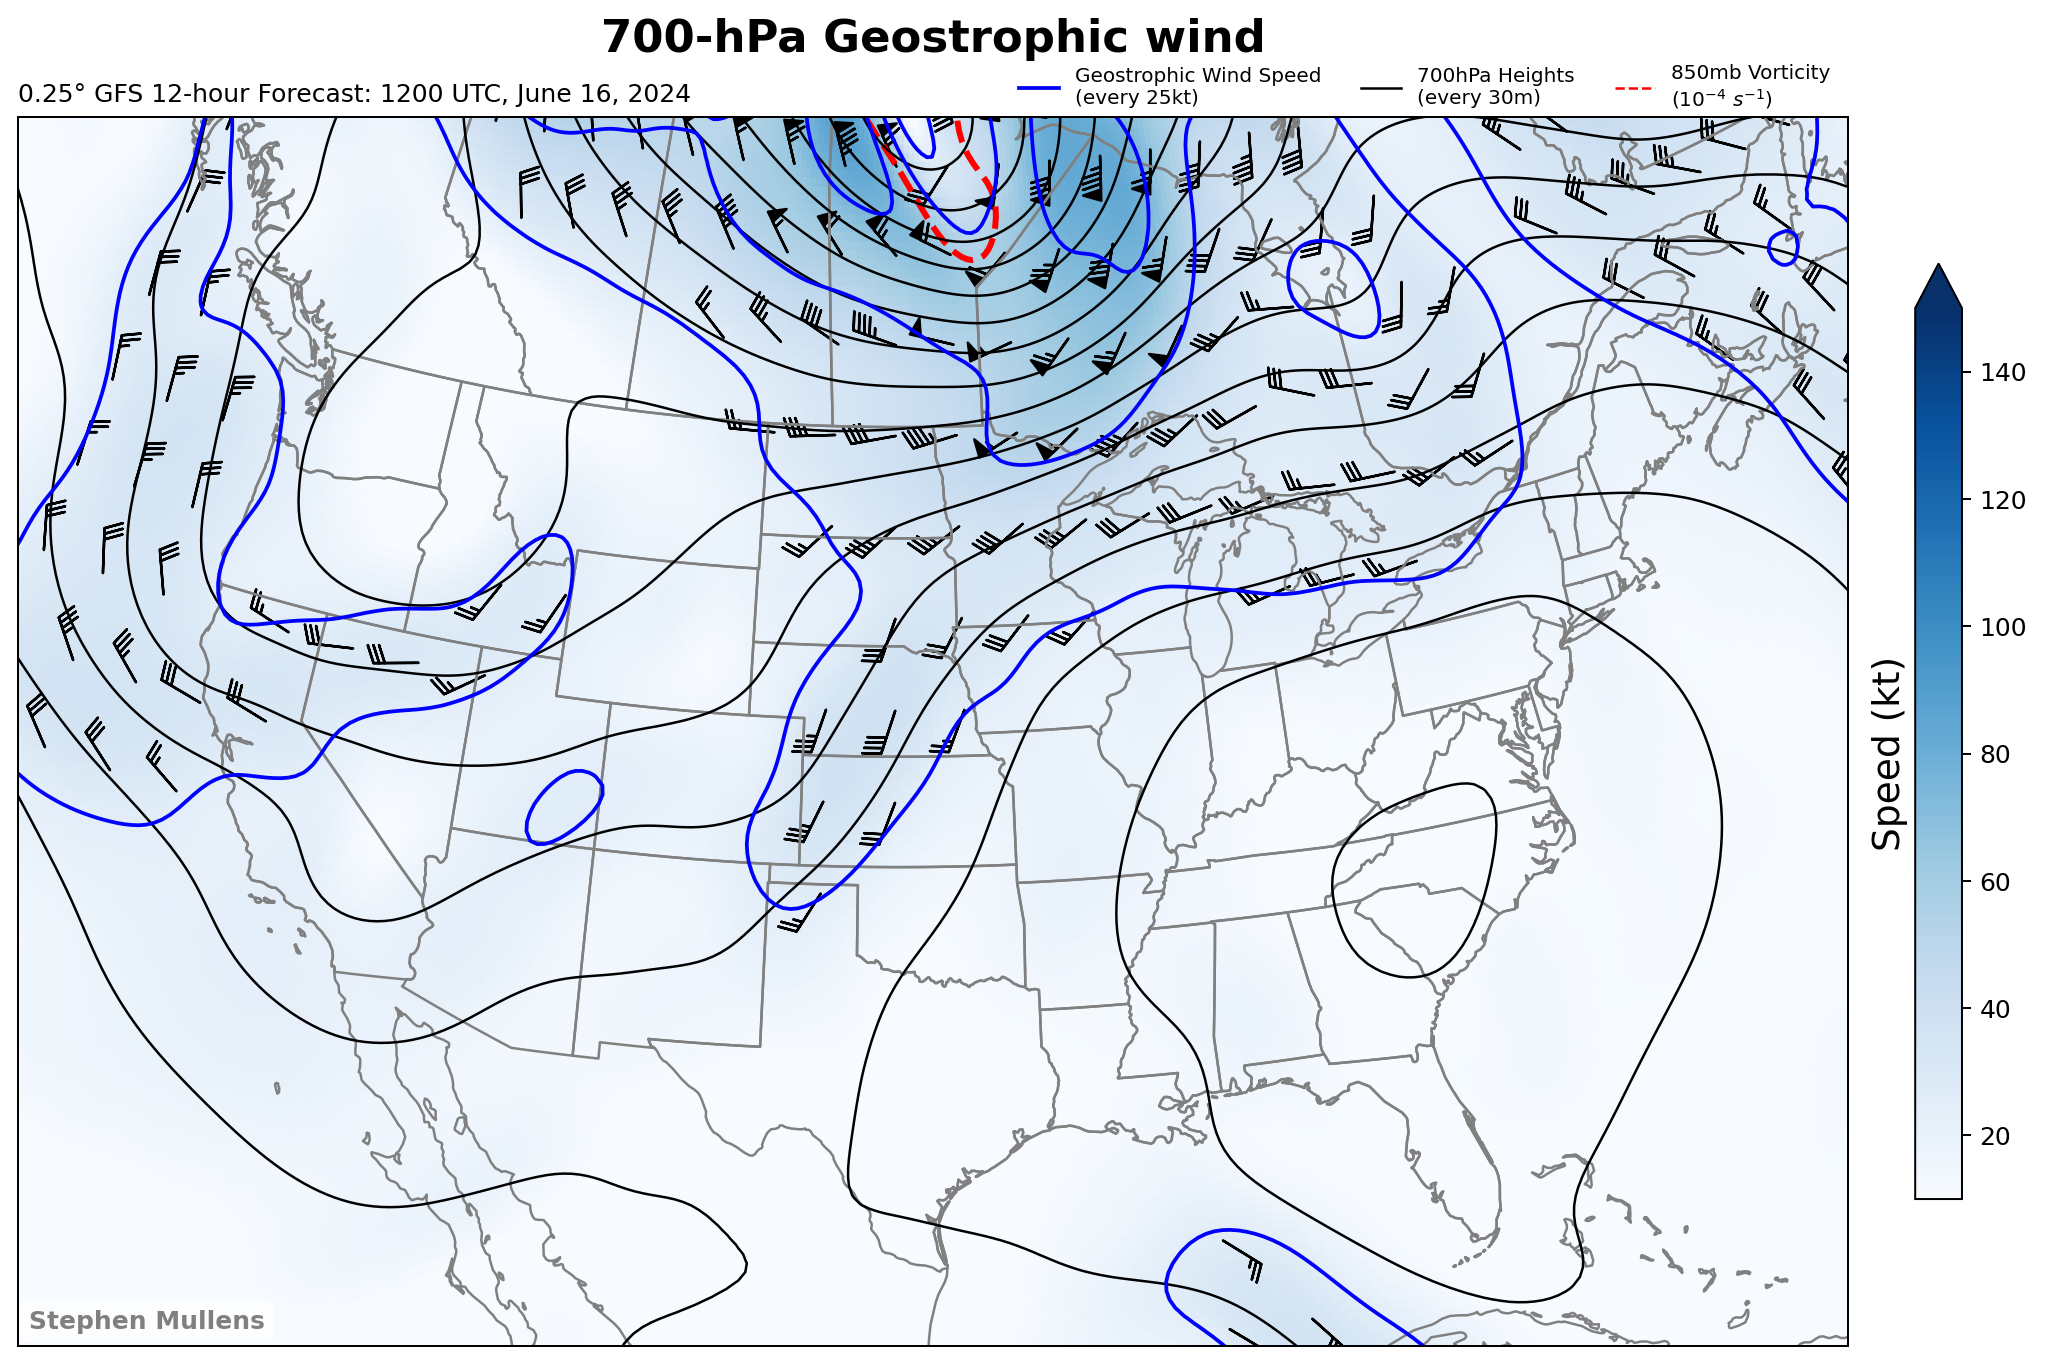 700-hPa Geostrophic wind
0.25° GFS 12-hour Forecast: 1200 UTC, June 16, 2024
Geostrophic Wind Speed
(every 25kt)
700hPa Heights
(every 30m)
850mb Vorticity
(10⁻⁴ s⁻¹)
140
120
100
80
60
40
20
Speed (kt)
Stephen Mullens